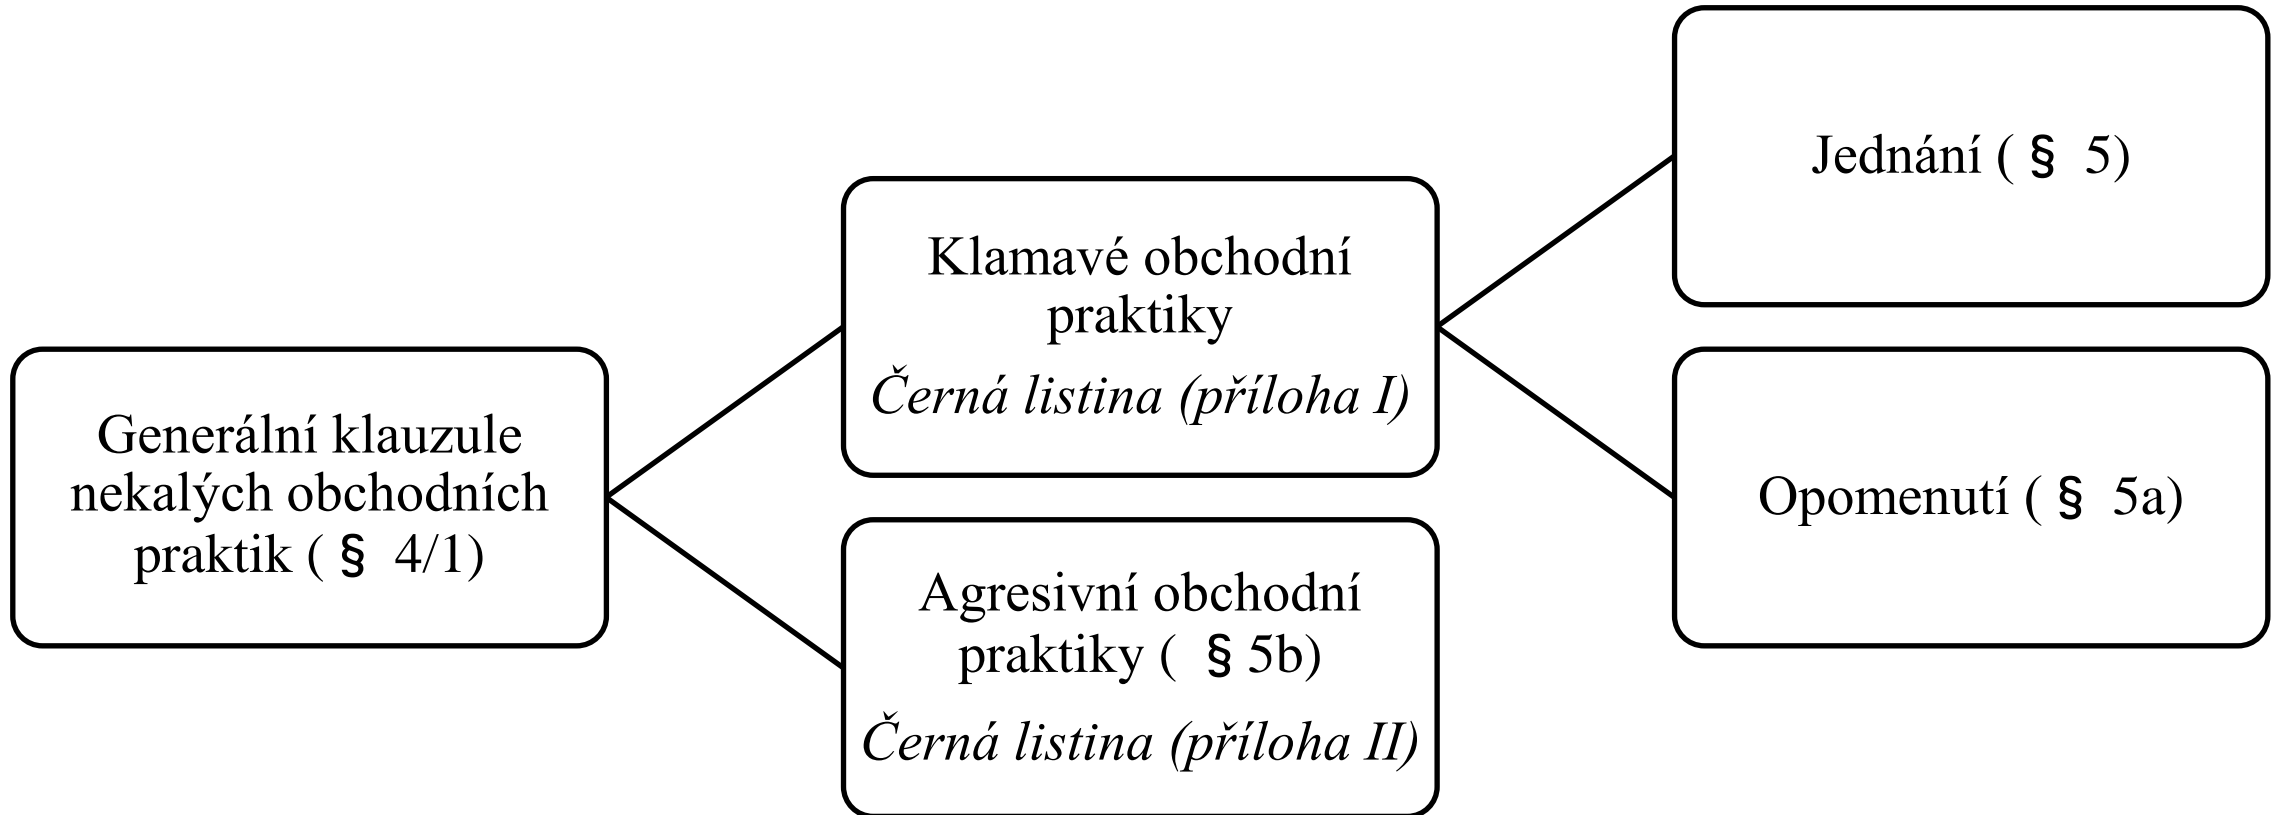 Generální klauzule
nekalých obchodních
praktik ( § 4/1)
Klamavé obchodní
praktiky
Černá listina (příloha I)
Agresivní obchodní
praktiky ( § 5b)
Černá listina (příloha II)
Jednání ( § 5)
Opomenutí ( § 5a)